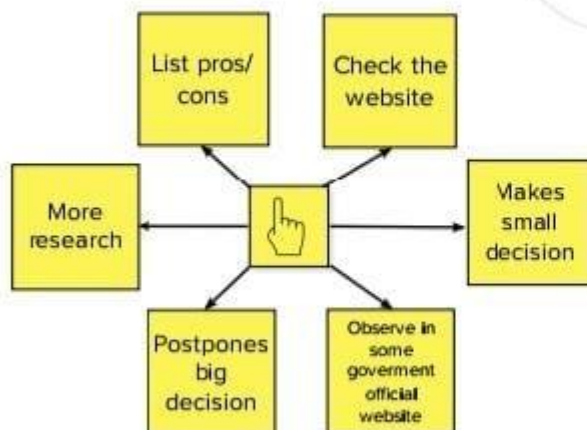 List pros/
cons
Check the
website
More
research
Makes
small
decision
Postpones
big
decision
Observe in
some
goverment
official
website